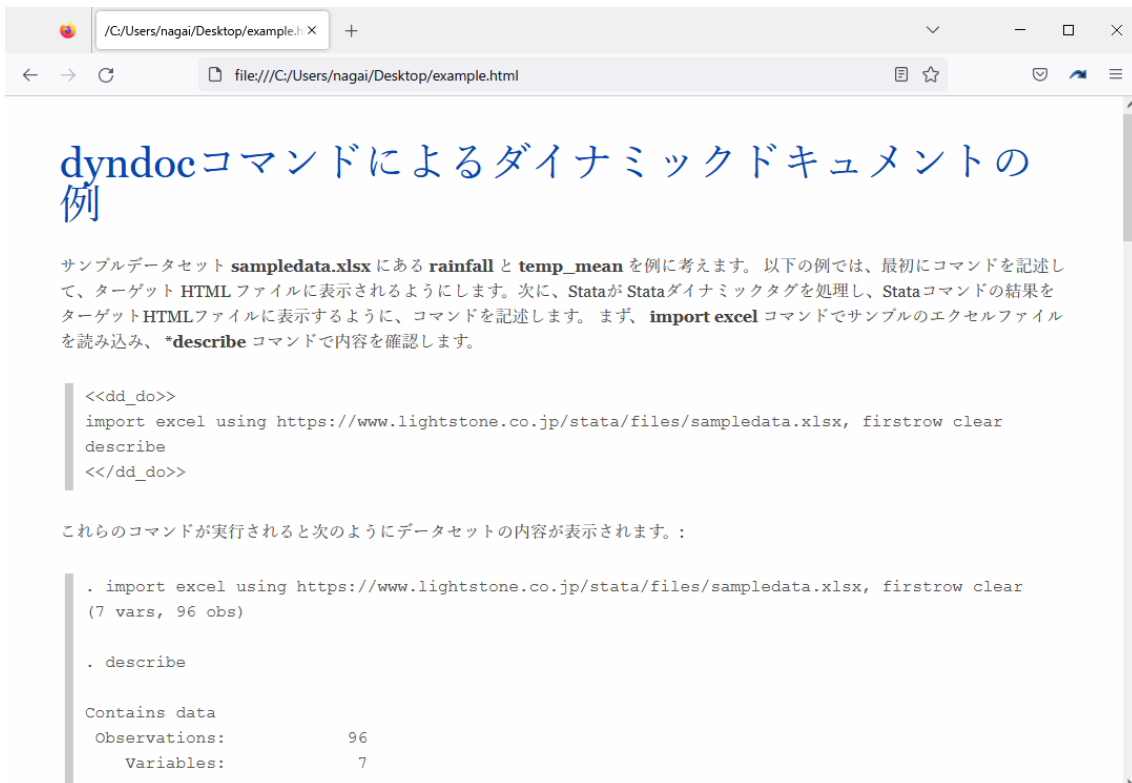 /C:/Users/nagai/Desktop/example.h
file:///C:/Users/nagai/Desktop/example.html
dyndocコマンドによるダイナミックドキュメントの
例
サンプルデータセット sampledata.xlsx にある rainfall と temp_mean を例に考えます。 以下の例では、最初にコマンドを記述し
て、ターゲット HTML ファイルに表示されるようにします。次に、Stataが Stataダイナミックタグを処理し、Stataコマンドの結果を
ターゲットHTMLファイルに表示するように、コマンドを記述します。 まず、 import excel コマンドでサンプルのエクセルファイル
を読み込み、 *describe コマンドで内容を確認します。
<<dd_do>>
import excel using https://www.lightstone.co.jp/stata/files/sampledata.xlsx, firstrow clear
describe
<</dd_do>>
これらのコマンドが実行されると次のようにデータセットの内容が表示されます。:
. import excel using https://www.lightstone.co.jp/stata/files/sampledata.xlsx, firstrow clear
(7 vars, 96 obs)
. describe
Contains data
Observations: 96
Variables: 7